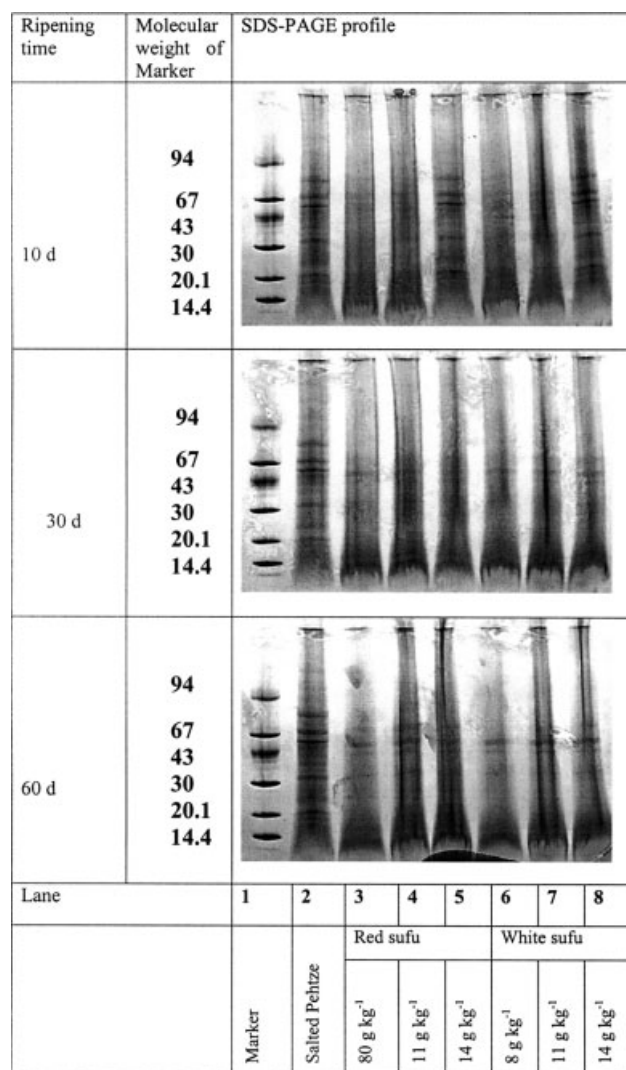 Ripening time
Molecular weight of Marker
SDS-PAGE profile
10 d
94
67
43
30
20.1
14.4
30 d
94
67
43
30
20.1
14.4
60 d
94
67
43
30
20.1
14.4
Lane
1
2
3
4
5
6
7
8
Red sufu
White sufu
Marker
Salted Pehtze
80 g kg⁻¹
11 g kg⁻¹
14 g kg⁻¹
8 g kg⁻¹
11 g kg⁻¹
14 g kg⁻¹